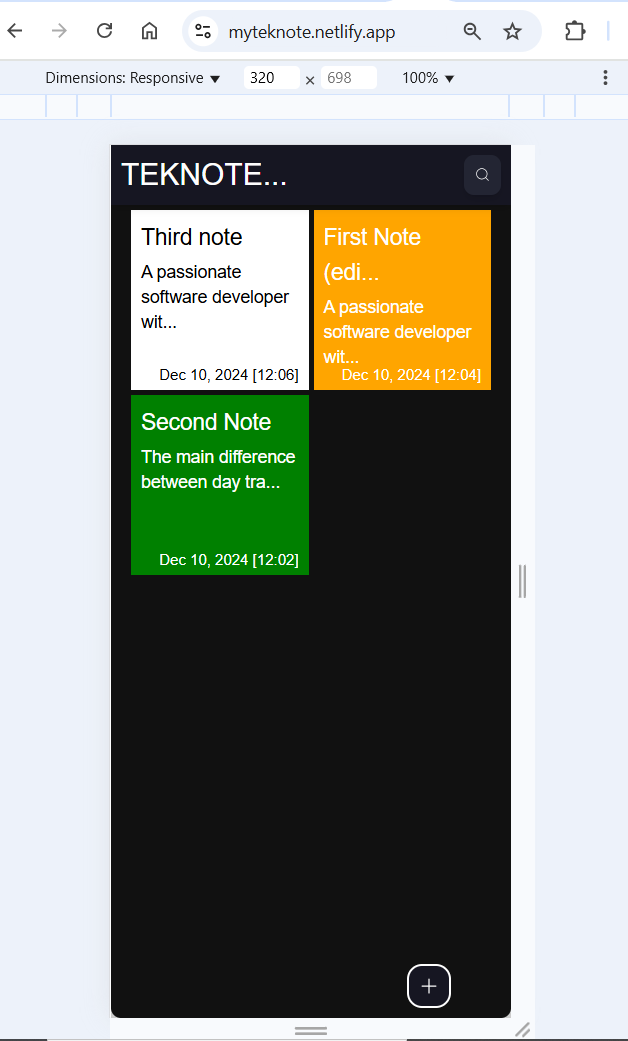 myteknote.netlify.app
Dimensions: Responsive ▼ 320 × 698 100% ▼
TEKNOTE...
Third note
A passionate
software developer
wit...
Dec 10, 2024 [12:06]
First Note
(edi...
A passionate
software developer
wit...
Dec 10, 2024 [12:04]
Second Note
The main difference
between day tra...
Dec 10, 2024 [12:02]